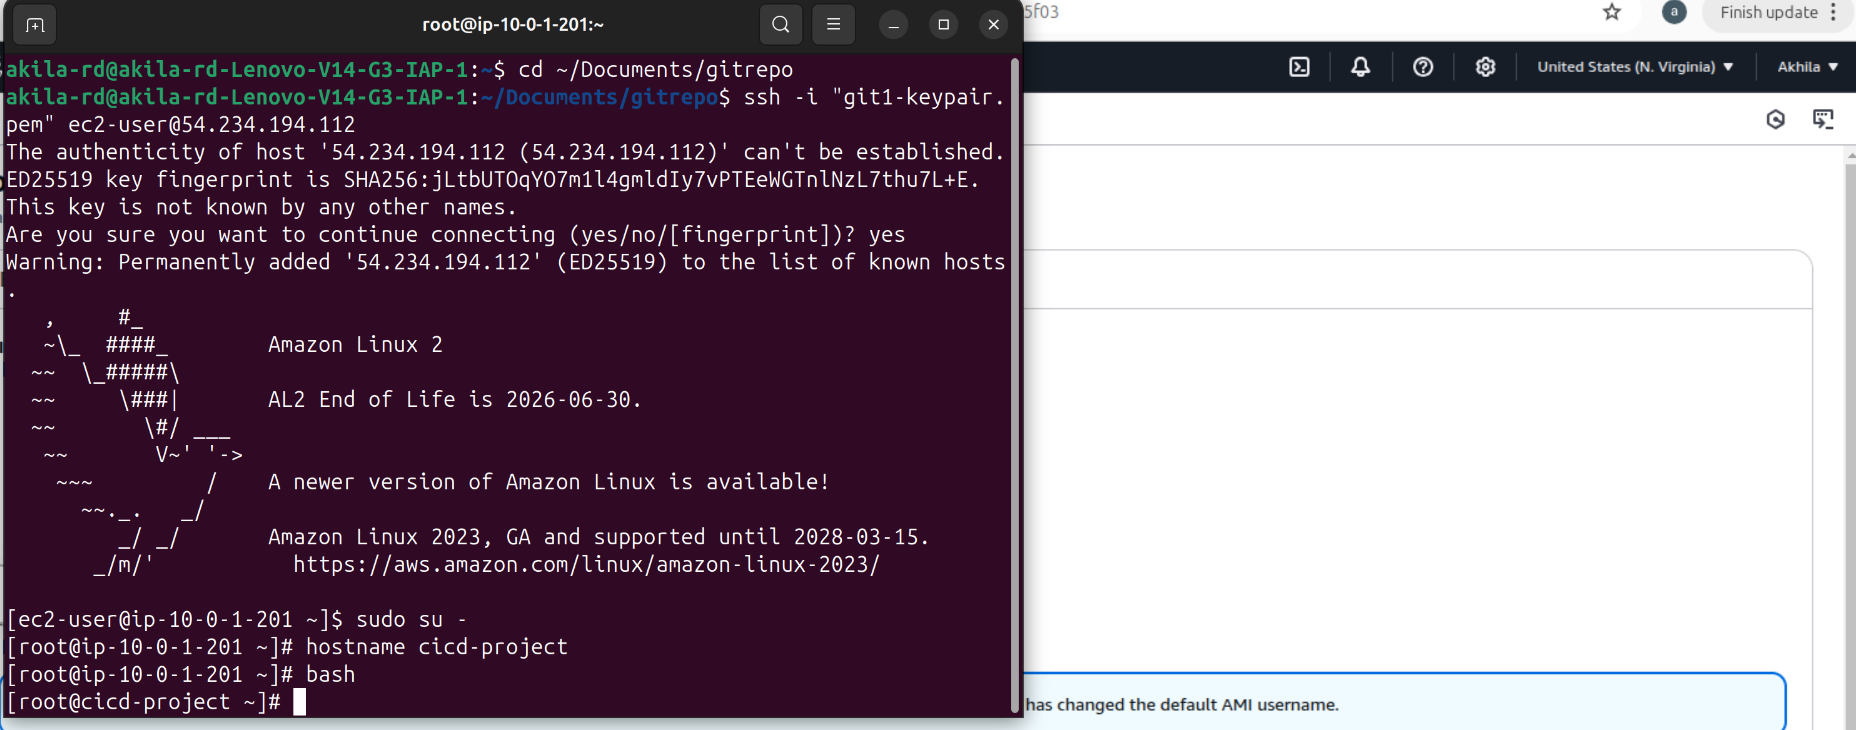 root@ip-10-0-1-201:~
5f03
a
Finish update
akila-rd@akila-rd-Lenovo-V14-G3-IAP-1:~$ cd ~/Documents/gitrepo
United States (N. Virginia)
Akhila
akila-rd@akila-rd-Lenovo-V14-G3-IAP-1:~/Documents/gitrepo$ ssh -i "git1-keypair.
pem" ec2-user@54.234.194.112
The authenticity of host '54.234.194.112 (54.234.194.112)' can't be established.
ED25519 key fingerprint is SHA256:jLtbUTOqYO7m1l4gmldIy7vPTEeWGTnlNzL7thu7L+E.
This key is not known by any other names.
Are you sure you want to continue connecting (yes/no/[fingerprint])? yes
Warning: Permanently added '54.234.194.112' (ED25519) to the list of known hosts
.
   ,     #_
   ~\_  ####_        Amazon Linux 2
  ~~  \_#####\
  ~~     \###|       AL2 End of Life is 2026-06-30.
  ~~       \#/ ___
   ~~       V~' '->
    ~~~         /    A newer version of Amazon Linux is available!
      ~~._.   _/
         _/ _/       Amazon Linux 2023, GA and supported until 2028-03-15.
       _/m/'           https://aws.amazon.com/linux/amazon-linux-2023/
[ec2-user@ip-10-0-1-201 ~]$ sudo su -
[root@ip-10-0-1-201 ~]# hostname cicd-project
[root@ip-10-0-1-201 ~]# bash
[root@cicd-project ~]#
has changed the default AMI username.